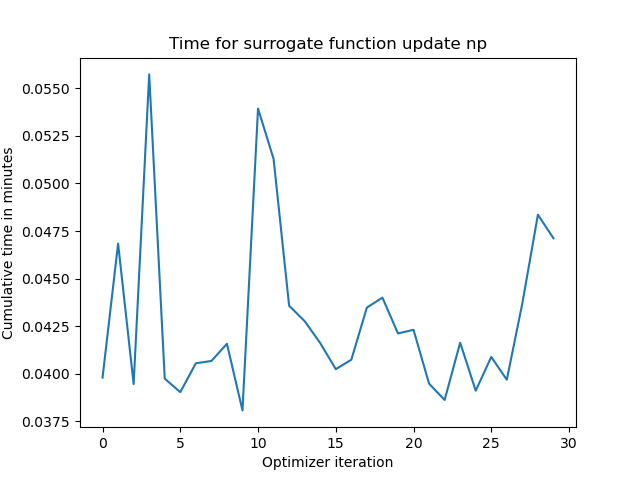 Time for surrogate function update np
Cumulative time in minutes
0.0550
0.0525
0.0500
0.0475
0.0450
0.0425
0.0400
0.0375
0 5 10 15 20 25 30
Optimizer iteration